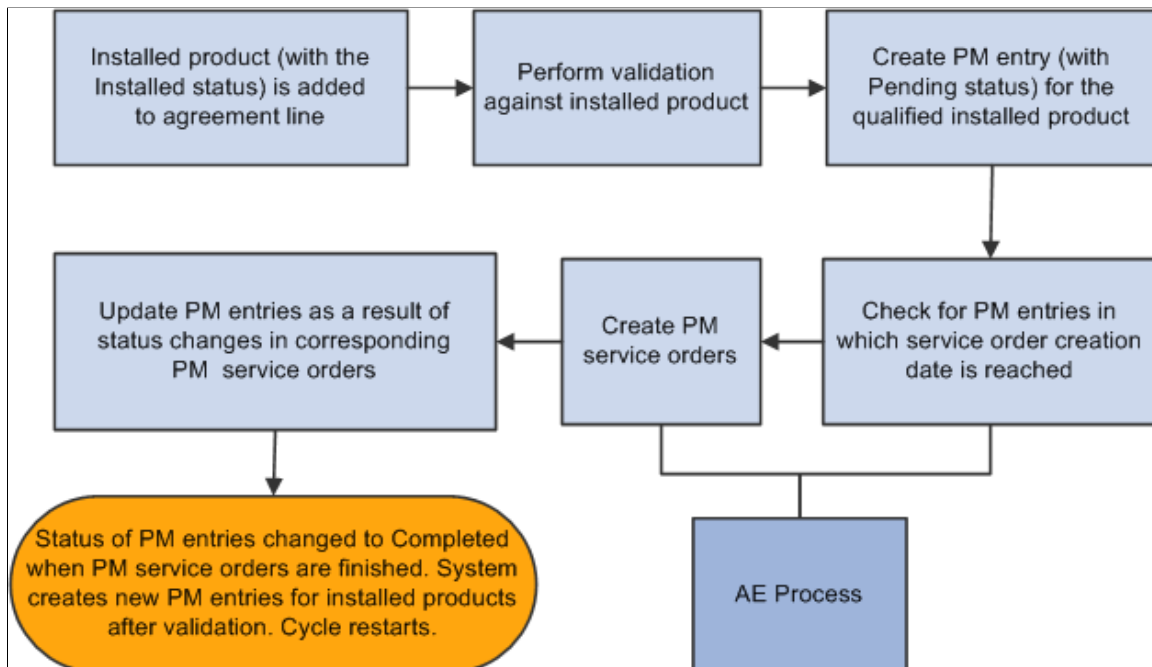 Installed product (with the
Installed status) is added
to agreement line
Perform validation
against installed product
Create PM entry (with
Pending status) for the
qualified installed product
Check for PM entries in
which service order creation
date is reached
Create PM
service orders
Update PM entries as a result of
status changes in corresponding
PM service orders
Status of PM entries changed to Completed
when PM service orders are finished. System
creates new PM entries for installed products
after validation. Cycle restarts.
AE Process